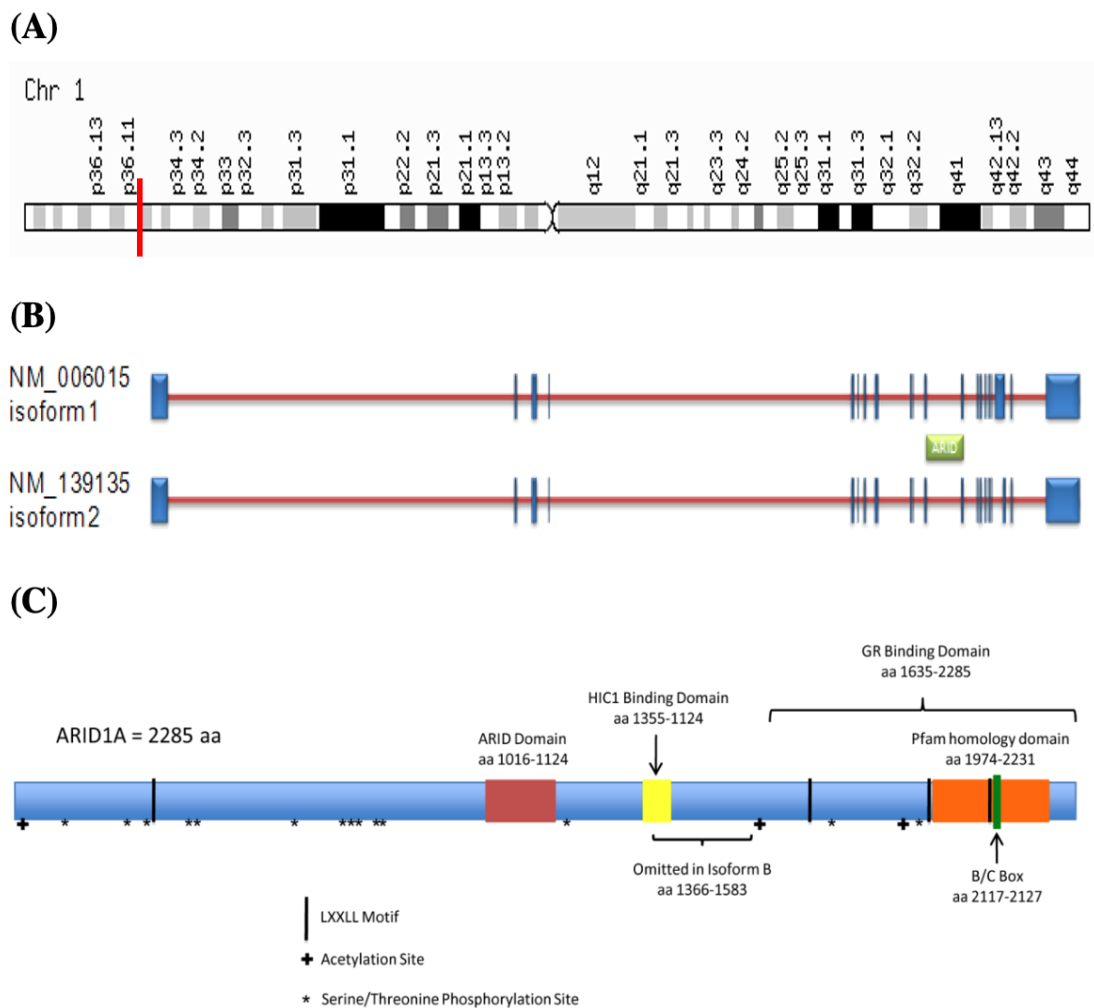 (A)
Chr 1
p36.13
p36.11
p34.3
p34.2
p33
p32.3
p31.3
p31.1
p22.2
p21.3
p21.1
p13.3
p13.2
q12
q21.1
q21.3
q23.3
q24.2
q25.2
q25.3
q31.1
q31.3
q32.1
q32.2
q41
q42.13
q42.2
q43
q44
(B)
NM_006015
isoform1
ARID
NM_139135
isoform2
(C)
GR Binding Domain
aa 1635-2285
HIC1 Binding Domain
aa 1355-1124
ARID1A = 2285 aa
ARID Domain
aa 1016-1124
Pfam homology domain
aa 1974-2231
Omitted in Isoform B
aa 1366-1583
B/C Box
aa 2117-2127
LXXLL Motif
Acetylation Site
* Serine/Threonine Phosphorylation Site